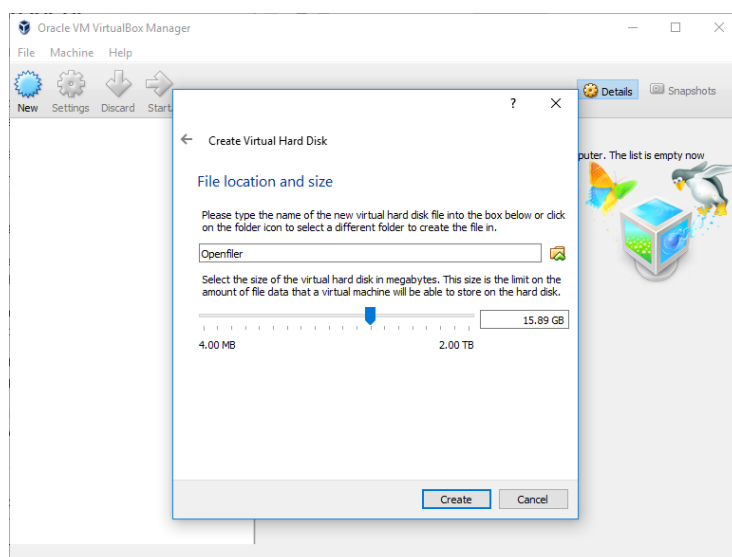 Oracle VM VirtualBox Manager
File Machine Help
New Settings Discard Start
Details Snapshots
puter. The list is empty now
? ×
Create Virtual Hard Disk
File location and size
Please type the name of the new virtual hard disk file into the box below or click
on the folder icon to select a different folder to create the file in.
Openfiler
Select the size of the virtual hard disk in megabytes. This size is the limit on the
amount of file data that a virtual machine will be able to store on the hard disk.
15.89 GB
4.00 MB 2.00 TB
Create Cancel